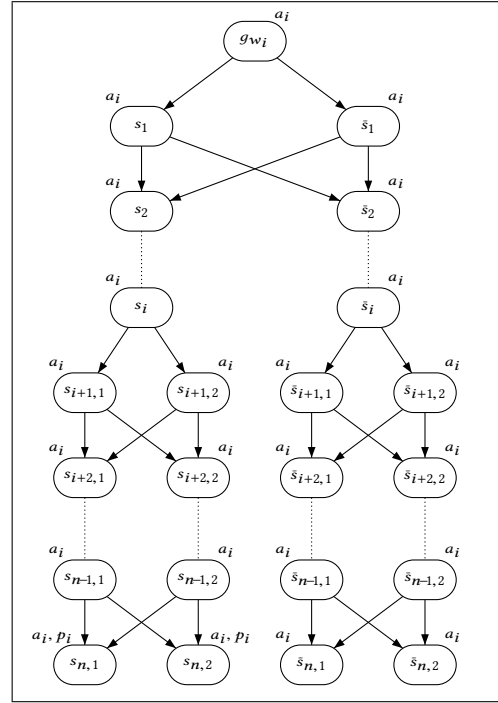 a_i
g_{w_i}
a_i a_i
s_1 s̄_1
a_i a_i
s_2 s̄_2
a_i a_i
s_i s̄_i
a_i a_i a_i a_i
s_{i+1,1} s_{i+1,2} s̄_{i+1,1} s̄_{i+1,2}
a_i a_i a_i a_i
s_{i+2,1} s_{i+2,2} s̄_{i+2,1} s̄_{i+2,2}
a_i a_i a_i a_i
s_{n-1,1} s_{n-1,2} s̄_{n-1,1} s̄_{n-1,2}
a_i, p_i a_i, p_i a_i a_i
s_{n,1} s_{n,2} s̄_{n,1} s̄_{n,2}